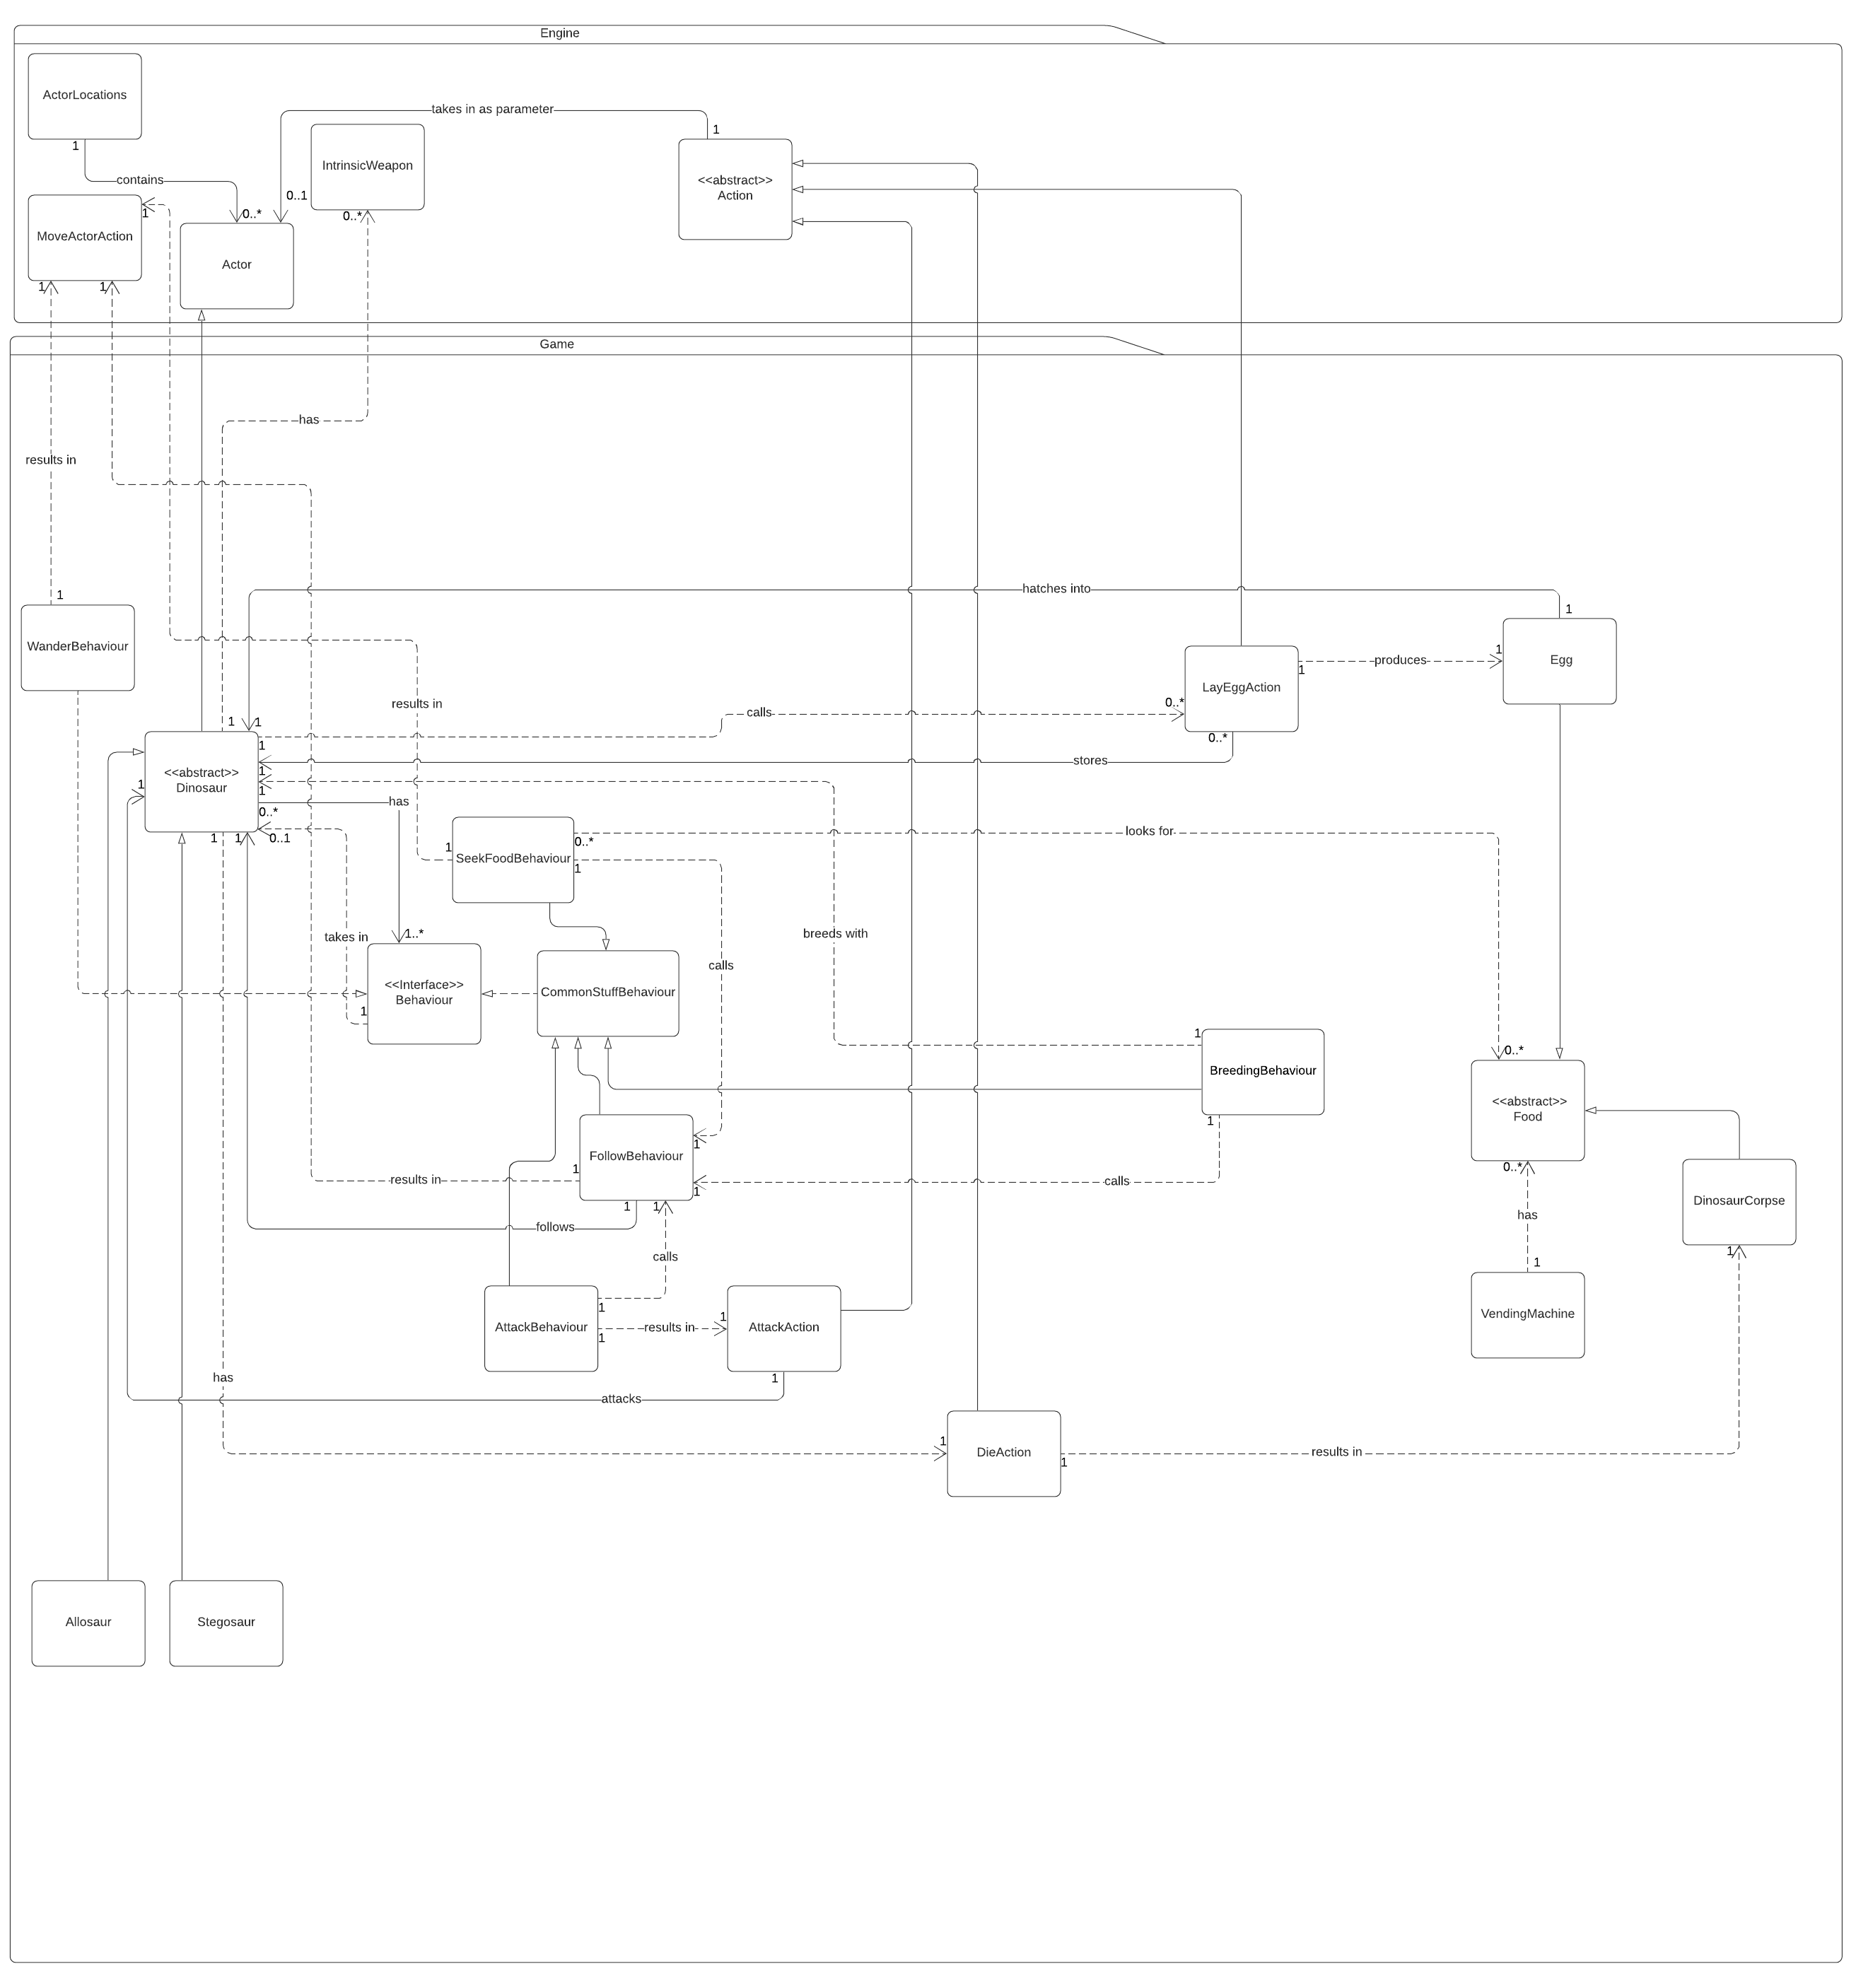 Engine
ActorLocations
takes in as parameter
1
IntrinsicWeapon
1
<<abstract>>
Action
contains
0..1
0..*
1
0..*
MoveActorAction
Actor
1
1
Game
has
results in
hatches into
1
1
WanderBehaviour
1
produces
Egg
1
LayEggAction
results in
0..*
calls
1
1
1
0..*
stores
1
<<abstract>>
Dinosaur
1
1
has
0..*
1
1
0..1
looks for
0..*
1
SeekFoodBehaviour
1
breeds with
1..*
takes in
calls
<<Interface>>
Behaviour
CommonStuffBehaviour
1
1
0..*
BreedingBehaviour
<<abstract>>
Food
1
1
FollowBehaviour
1
results in
calls
1
0..*
DinosaurCorpse
1
1
follows
has
calls
1
1
1
1
AttackBehaviour
results in
AttackAction
VendingMachine
1
has
1
attacks
1
DieAction
results in
1
Allosaur
Stegosaur